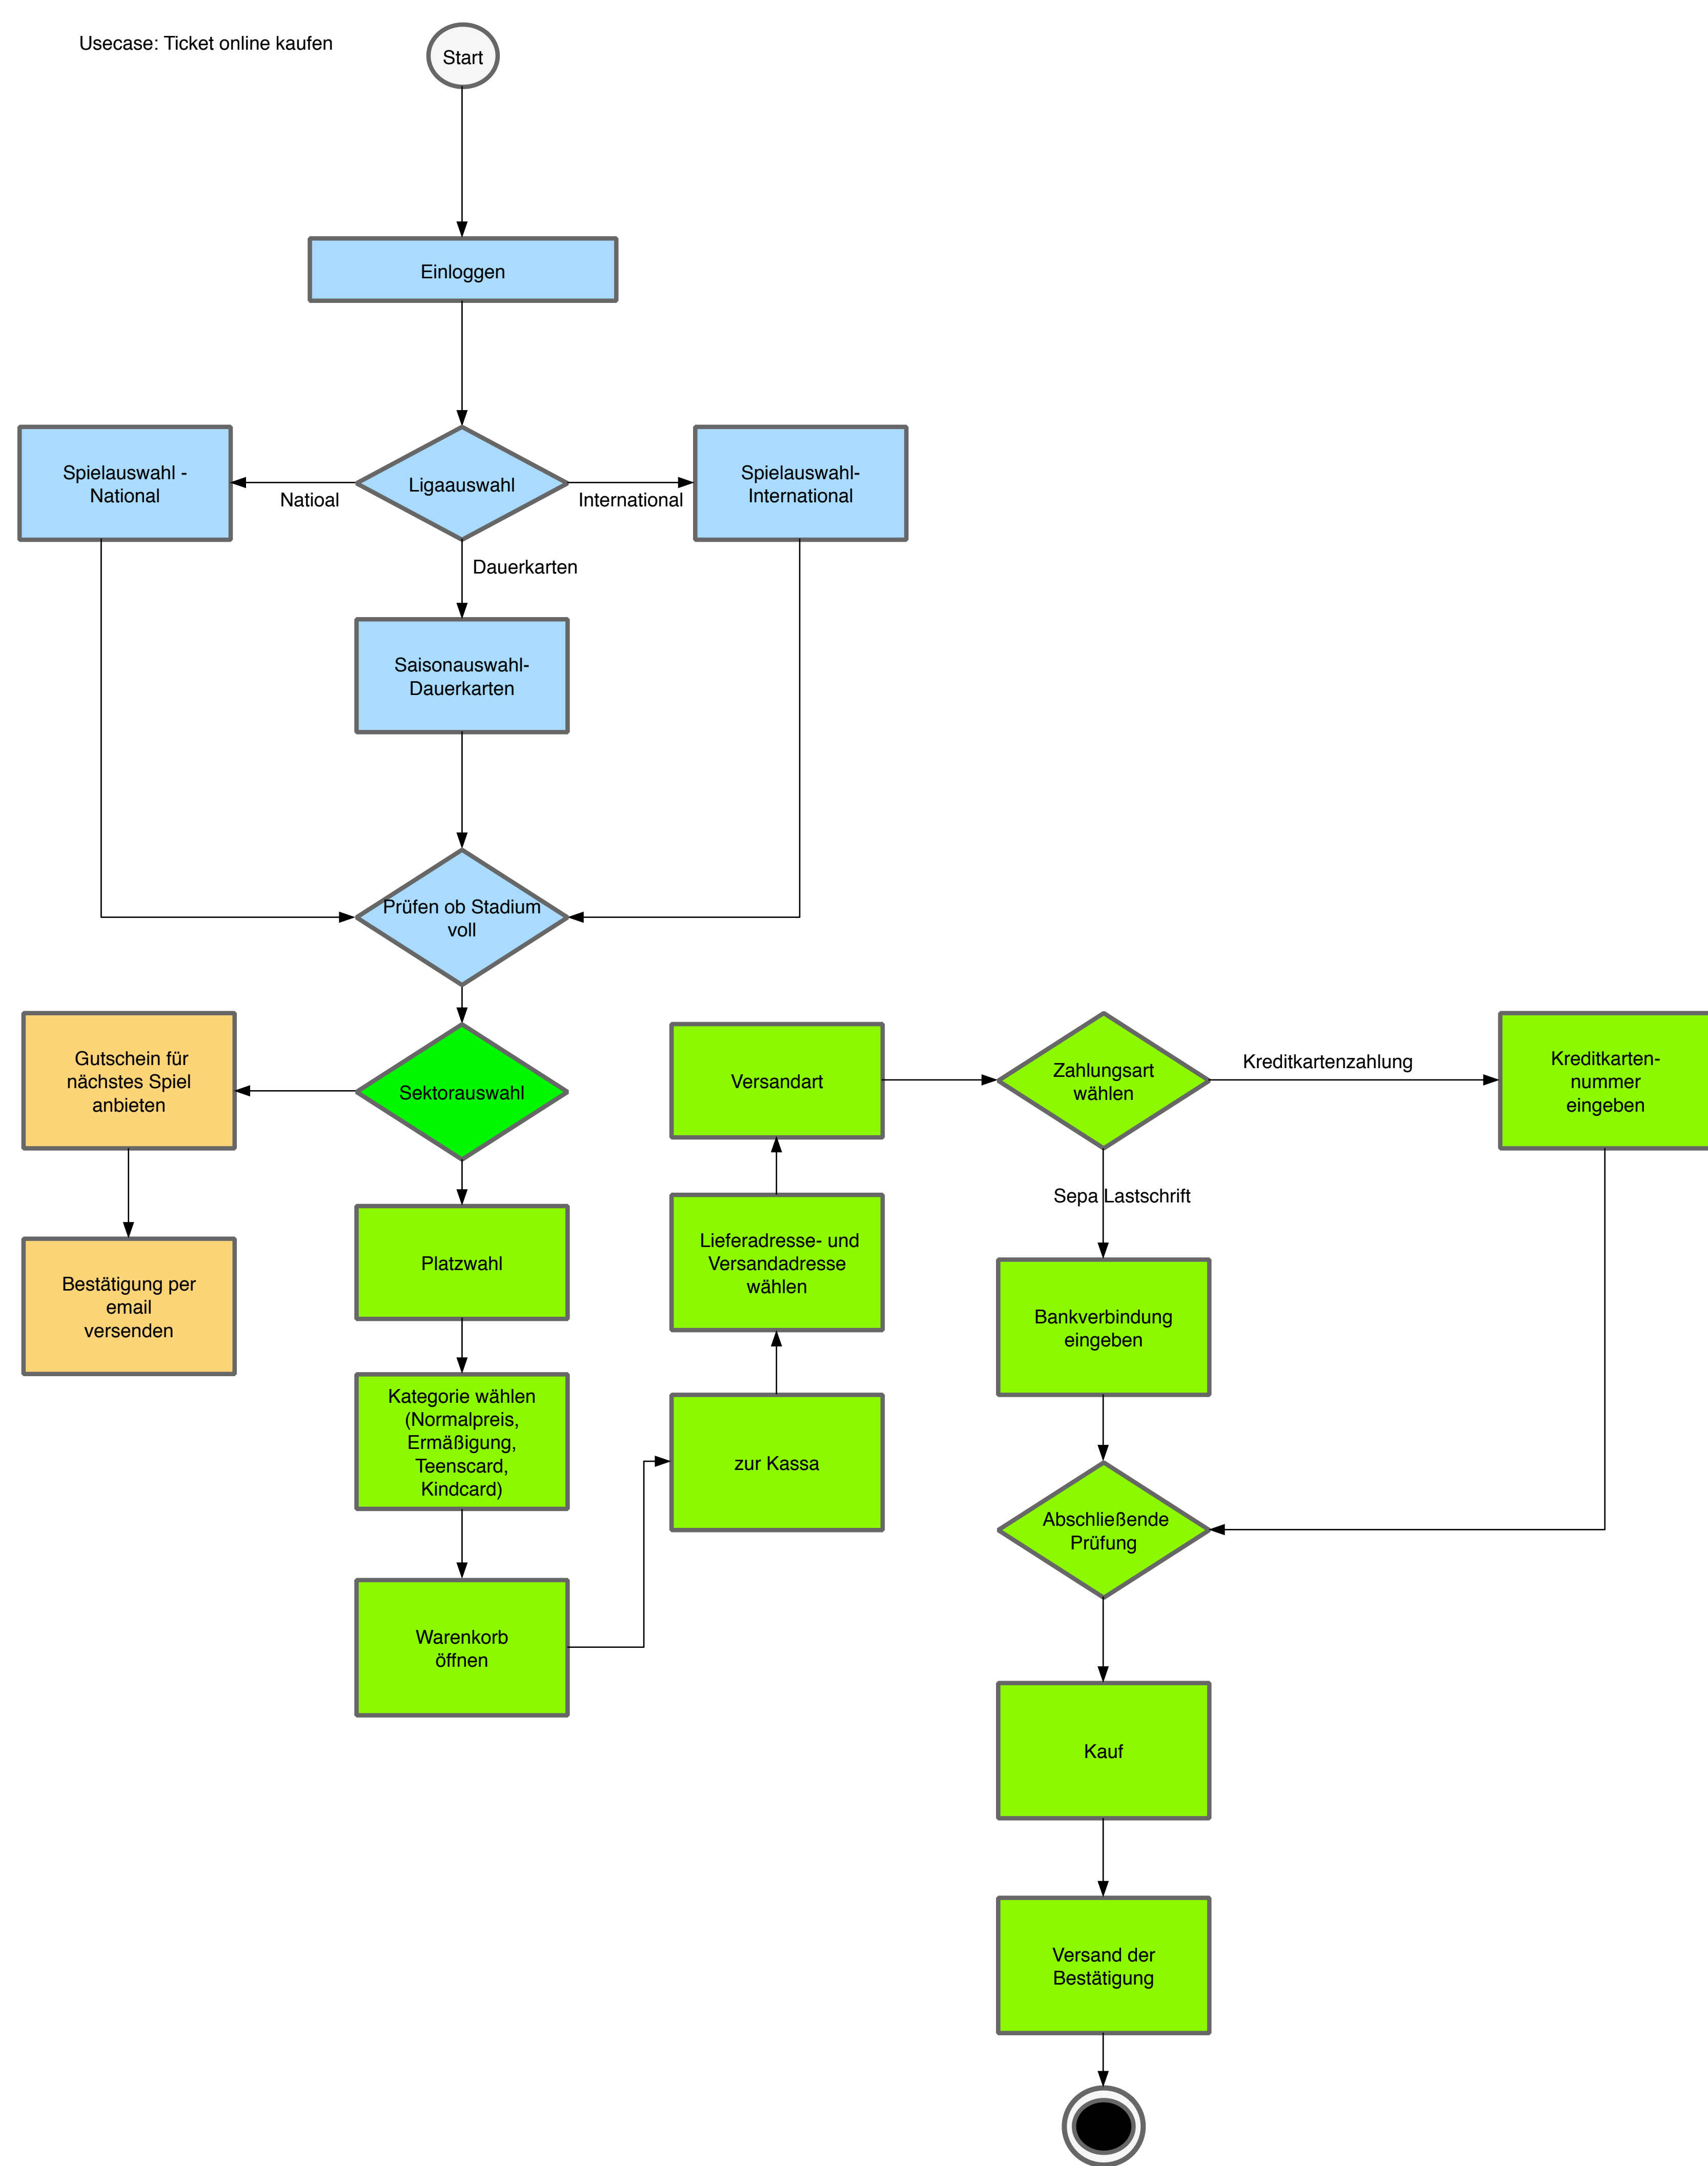 Usecase: Ticket online kaufen
Start
Einloggen
Spielauswahl -
National
Natioal
Ligaauswahl
International
Spielauswahl-
International
Dauerkarten
Saisonauswahl-
Dauerkarten
Prüfen ob Stadium
voll
Gutschein für
nächstes Spiel
anbieten
Sektorauswahl
Bestätigung per
email
versenden
Platzwahl
Kategorie wählen
(Normalpreis,
Ermäßigung,
Teenscard,
Kindcard)
Warenkorb
öffnen
zur Kassa
Lieferadresse- und
Versandadresse
wählen
Versandart
Zahlungsart
wählen
Kreditkartenzahlung
Kreditkarten-
nummer
eingeben
Sepa Lastschrift
Bankverbindung
eingeben
Abschließende
Prüfung
Kauf
Versand der
Bestätigung